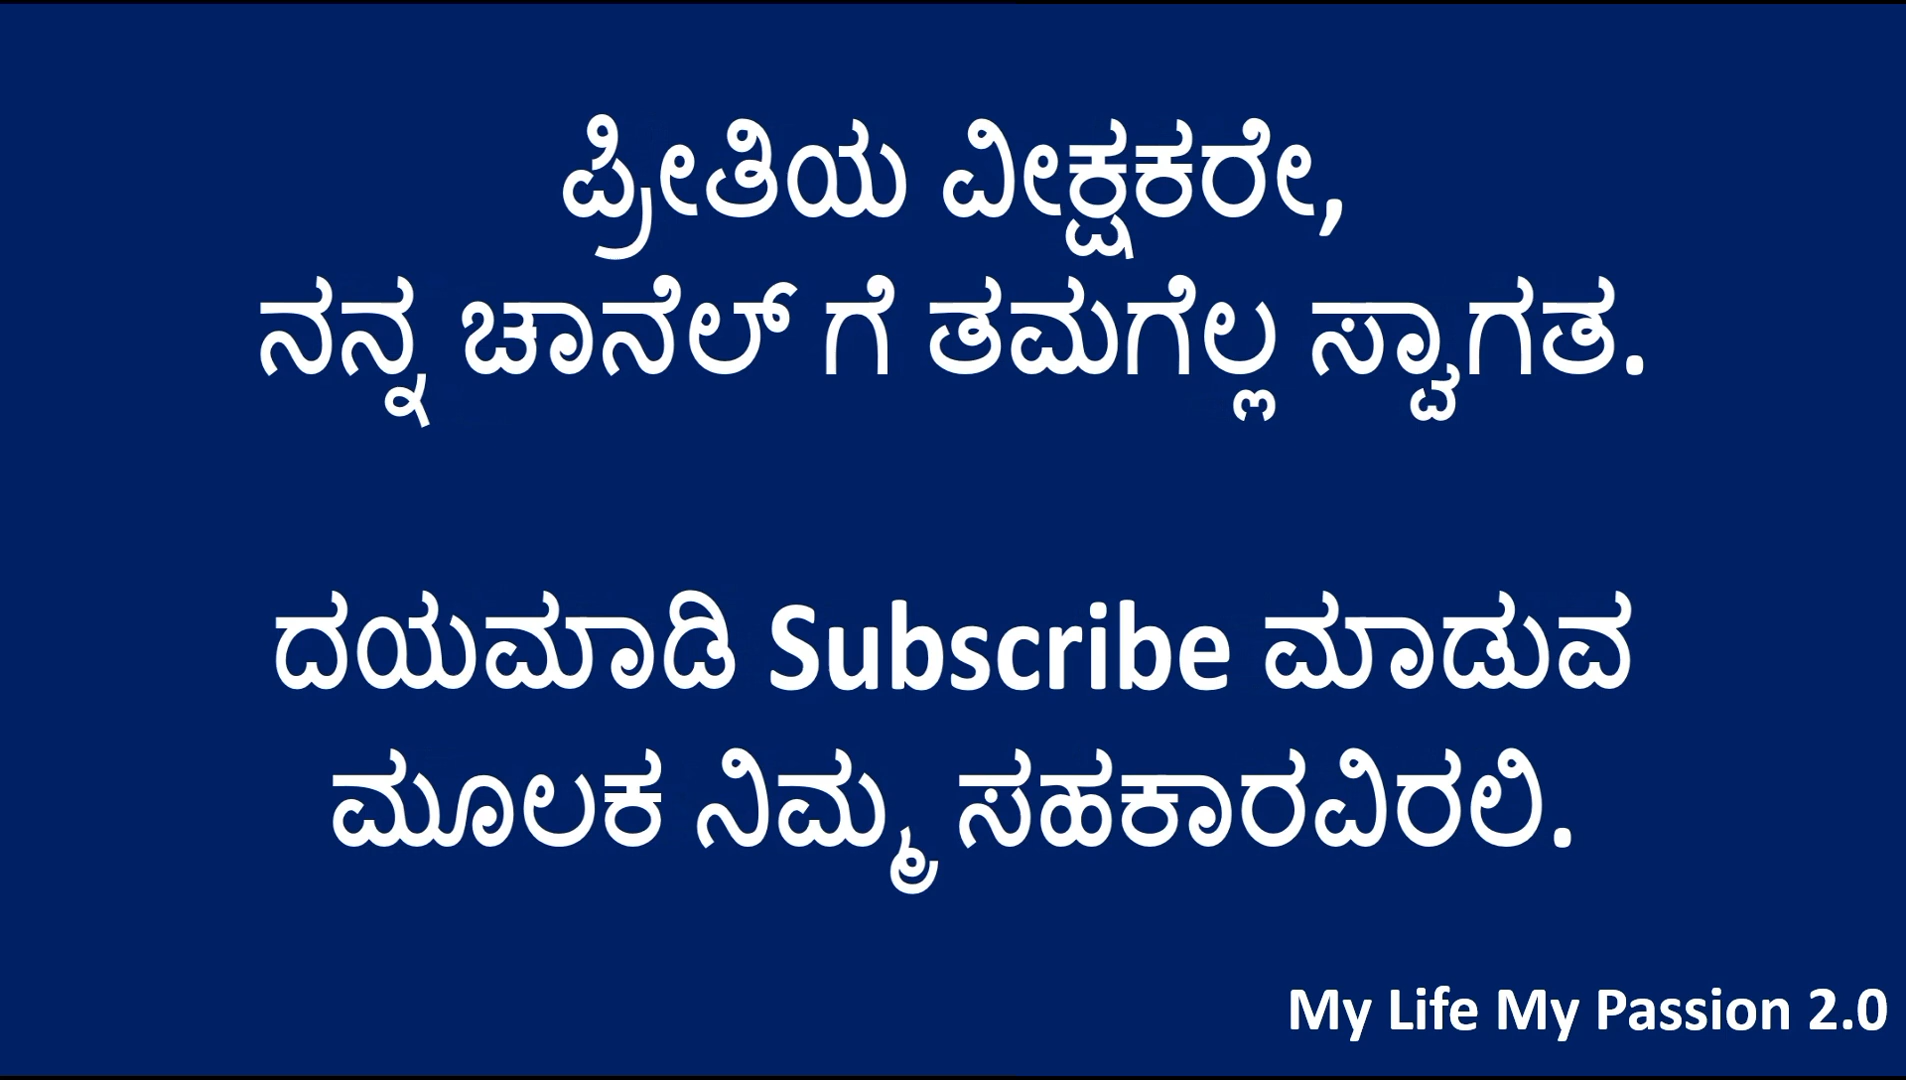 ಪ್ರೀತಿಯ ವೀಕ್ಷಕರೇ,
ನನ್ನ ಚಾನೆಲ್ ಗೆ ತಮಗೆಲ್ಲ ಸ್ವಾಗತ.
ದಯಮಾಡಿ Subscribe ಮಾಡುವ
ಮೂಲಕ ನಿಮ್ಮ ಸಹಕಾರವಿರಲಿ.
My Life My Passion 2.0